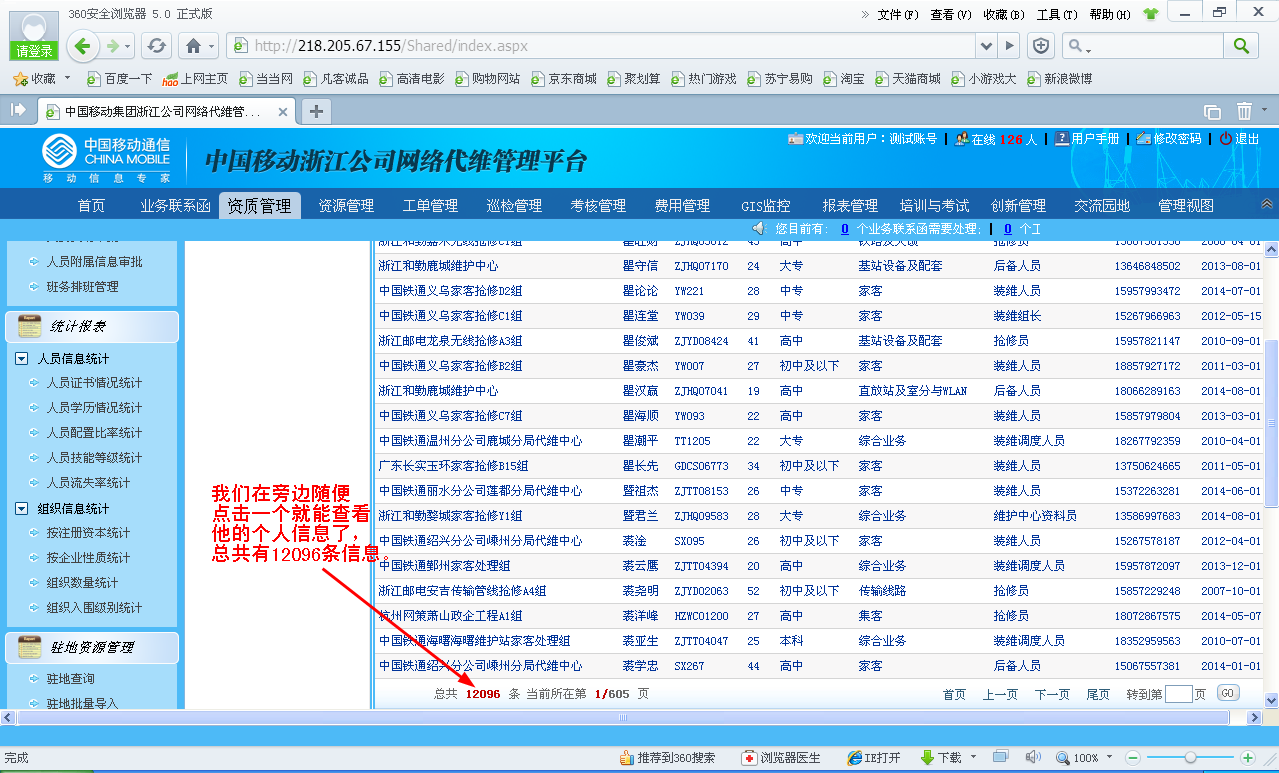 360安全浏览器 5.0 正式版
» 文件(F) 查看(V) 收藏(B) 工具(T) 帮助(H)
请登录
http://218.205.67.155/Shared/index.aspx
收藏 百度一下 上网主页 当当网 凡客诚品 高清电影 购物网站 京东商城 聚划算 热门游戏 苏宁易购 淘宝 天猫商城 小游戏大 新浪微博
中国移动集团浙江公司网络代维管...
中国移动通信
CHINA MOBILE
移动信息专家
中国移动浙江公司网络代维管理平台
欢迎当前用户：测试账号 在线 126 人 用户手册 修改密码 退出
首页 业务联系函 资质管理 资源管理 工单管理 巡检管理 考核管理 费用管理 GIS监控 报表管理 培训与考试 创新管理 交流园地 管理视图
您目前有: 0 个业务联系函需要处理; 0 个工
人员附属信息审批
班务排班管理
统计报表
人员信息统计
人员证书情况统计
人员学历情况统计
人员配置比率统计
人员技能等级统计
人员流失率统计
组织信息统计
按注册资本统计
按企业性质统计
组织数量统计
组织入围级别统计
驻地资源管理
驻地查询
驻地批量导入
浙江和勤鹿城维护中心 瞿守信 ZJHQ07170 24 大专 基站设备及配套 后备人员 13646848502 2013-08-01
中国铁通义乌家客抢修D2组 瞿论论 YW221 28 中专 家客 装维人员 15957993472 2014-07-01
中国铁通义乌家客抢修C1组 瞿连堂 YW039 29 中专 家客 装维组长 15267966963 2012-05-15
浙江邮电龙泉无线抢修A3组 瞿俊斌 ZJYD08424 41 高中 基站设备及配套 抢修员 15957821147 2010-09-01
中国铁通义乌家客抢修B2组 瞿豪杰 YW007 27 初中及以下 家客 装维人员 18857927172 2011-03-01
浙江和勤鹿城维护中心 瞿汉嬴 ZJHQ07041 19 高中 直放站及室分与WLAN 后备人员 18066289163 2014-08-01
中国铁通义乌家客抢修C7组 瞿海顺 YW093 22 高中 家客 装维人员 15857979804 2013-03-01
中国铁通温州分公司鹿城分局代维中心 瞿潮平 TT1205 22 大专 综合业务 装维调度人员 18267792359 2010-04-01
广东长实玉环家客抢修B15组 瞿长先 GDCS06773 34 初中及以下 家客 装维人员 13750624665 2011-05-01
中国铁通丽水分公司莲都分局代维中心 暨祖杰 ZJTT08153 26 中专 家客 装维人员 15372263281 2014-06-01
浙江和勤婺城家客抢修Y1组 暨君兰 ZJHQ09583 28 大专 综合业务 维护中心资料员 13586997683 2014-08-01
中国铁通绍兴分公司嵊州分局代维中心 裘淦 SX095 26 初中及以下 家客 装维人员 15267578187 2012-04-01
中国铁通鄞州家客处理组 裘云鹰 ZJTT04394 20 高中 综合业务 装维调度人员 15958872097 2013-12-01
浙江邮电安吉传输管线抢修A4组 裘尧明 ZJYD02063 52 初中及以下 传输线路 抢修员 15857229248 2007-10-01
杭州网策萧山政企工程A1组 裘洋峰 HZWC01200 27 高中 集客 抢修员 18072867575 2014-05-07
中国铁通海曙海曙维护站家客处理组 裘亚生 ZJTT04047 25 本科 综合业务 装维调度人员 18352938563 2010-07-01
中国铁通绍兴分公司嵊州分局代维中心 裘学忠 SX267 44 高中 家客 后备人员 15067557381 2014-01-01
我们在旁边随便
点击一个就能查看
他的个人信息了，
总共有12096条信息。
总共 12096 条 当前所在第 1/605 页 首页 上一页 下一页 尾页 转到第 页 GO
完成 推荐到360搜索 浏览器医生 IE打开 下载 100%